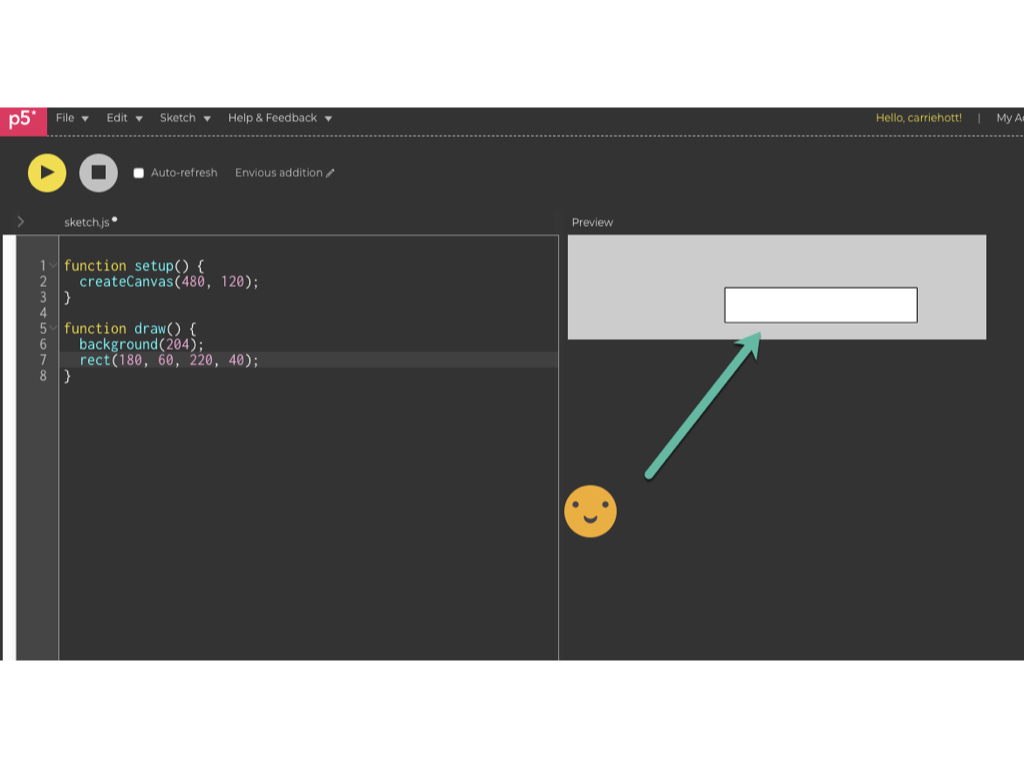 p5* File Edit Sketch Help & Feedback Hello, carriehott! | My A
Auto-refresh Envious addition
sketch.js Preview
1 function setup() {
2   createCanvas(480, 120);
3 }
4
5 function draw() {
6   background(204);
7   rect(180, 60, 220, 40);
8 }